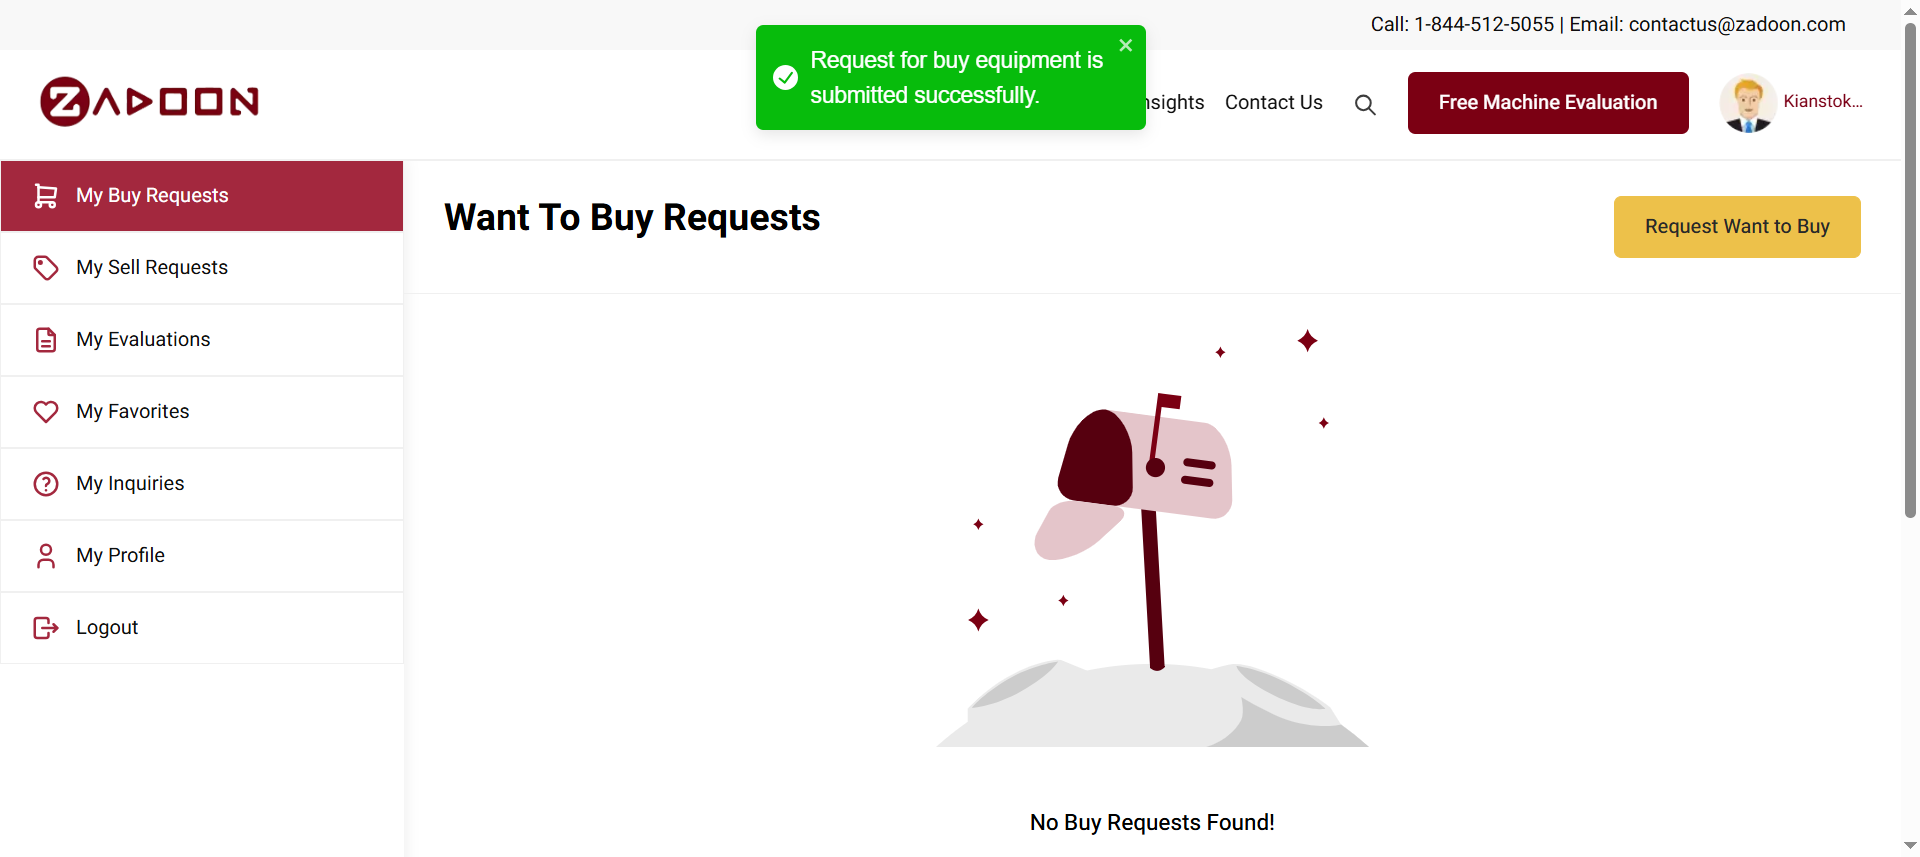 Call: 1-844-512-5055 | Email: contactus@zadoon.com
Request for buy equipment is
submitted successfully.
ZADOON
nsights Contact Us Free Machine Evaluation Kianstok...
My Buy Requests
My Sell Requests
My Evaluations
My Favorites
My Inquiries
My Profile
Logout
Want To Buy Requests
Request Want to Buy
No Buy Requests Found!